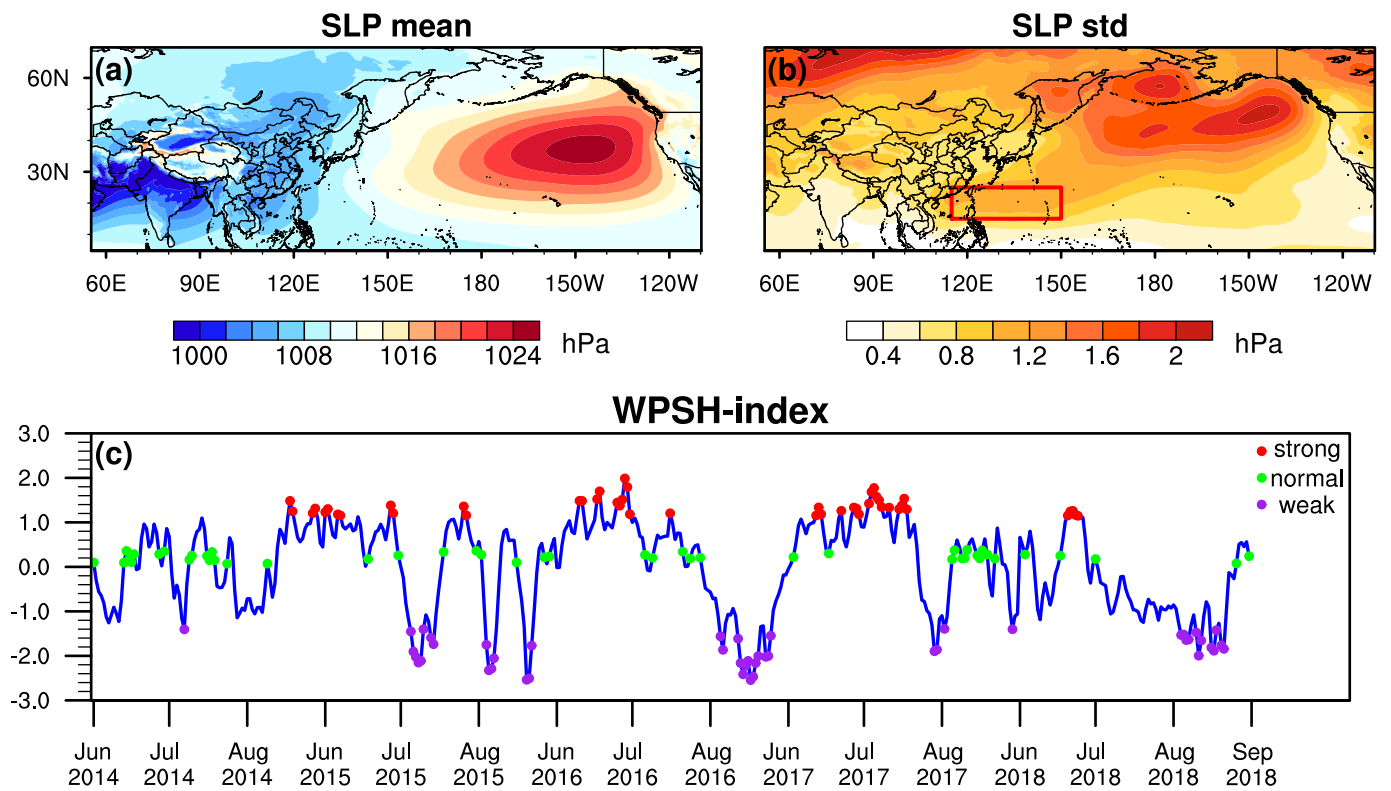 SLP mean
SLP std
(a)
(b)
60N
30N
60E 90E 120E 150E 180 150W 120W
60E 90E 120E 150E 180 150W 120W
1000 1008 1016 1024 hPa
0.4 0.8 1.2 1.6 2 hPa
WPSH-index
(c)
3.0
2.0
1.0
0.0
-1.0
-2.0
-3.0
strong
normal
weak
Jun Jul Aug Jun Jul Aug Jun Jul Aug Jun Jul Aug Jun Jul Aug Sep
2014 2014 2014 2015 2015 2015 2016 2016 2016 2017 2017 2017 2018 2018 2018 2018